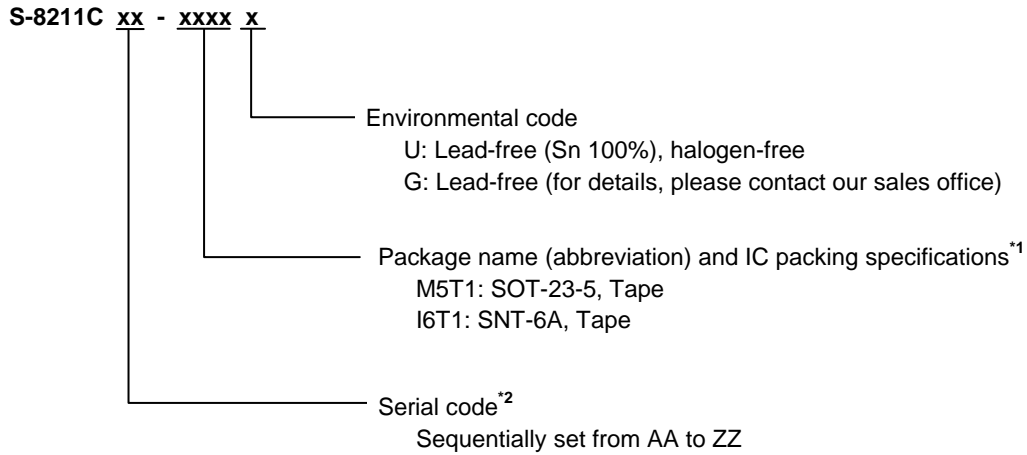 S-8211C xx - xxxx x
Environmental code
U: Lead-free (Sn 100%), halogen-free
G: Lead-free (for details, please contact our sales office)
Package name (abbreviation) and IC packing specifications*1
M5T1: SOT-23-5, Tape
I6T1: SNT-6A, Tape
Serial code*2
Sequentially set from AA to ZZ